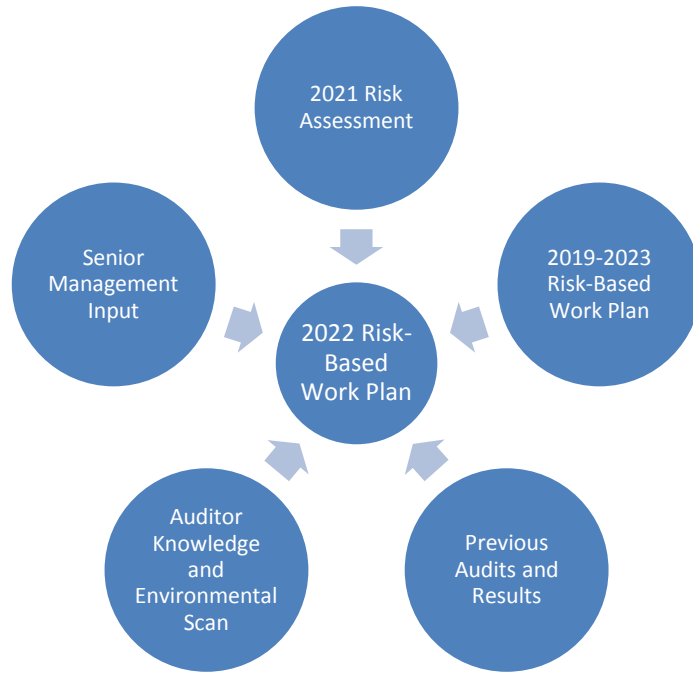 2021 Risk
Assessment
Senior
Management
Input
2019-2023
Risk-Based
Work Plan
2022 Risk-
Based
Work Plan
Auditor
Knowledge
and
Environmental
Scan
Previous
Audits and
Results